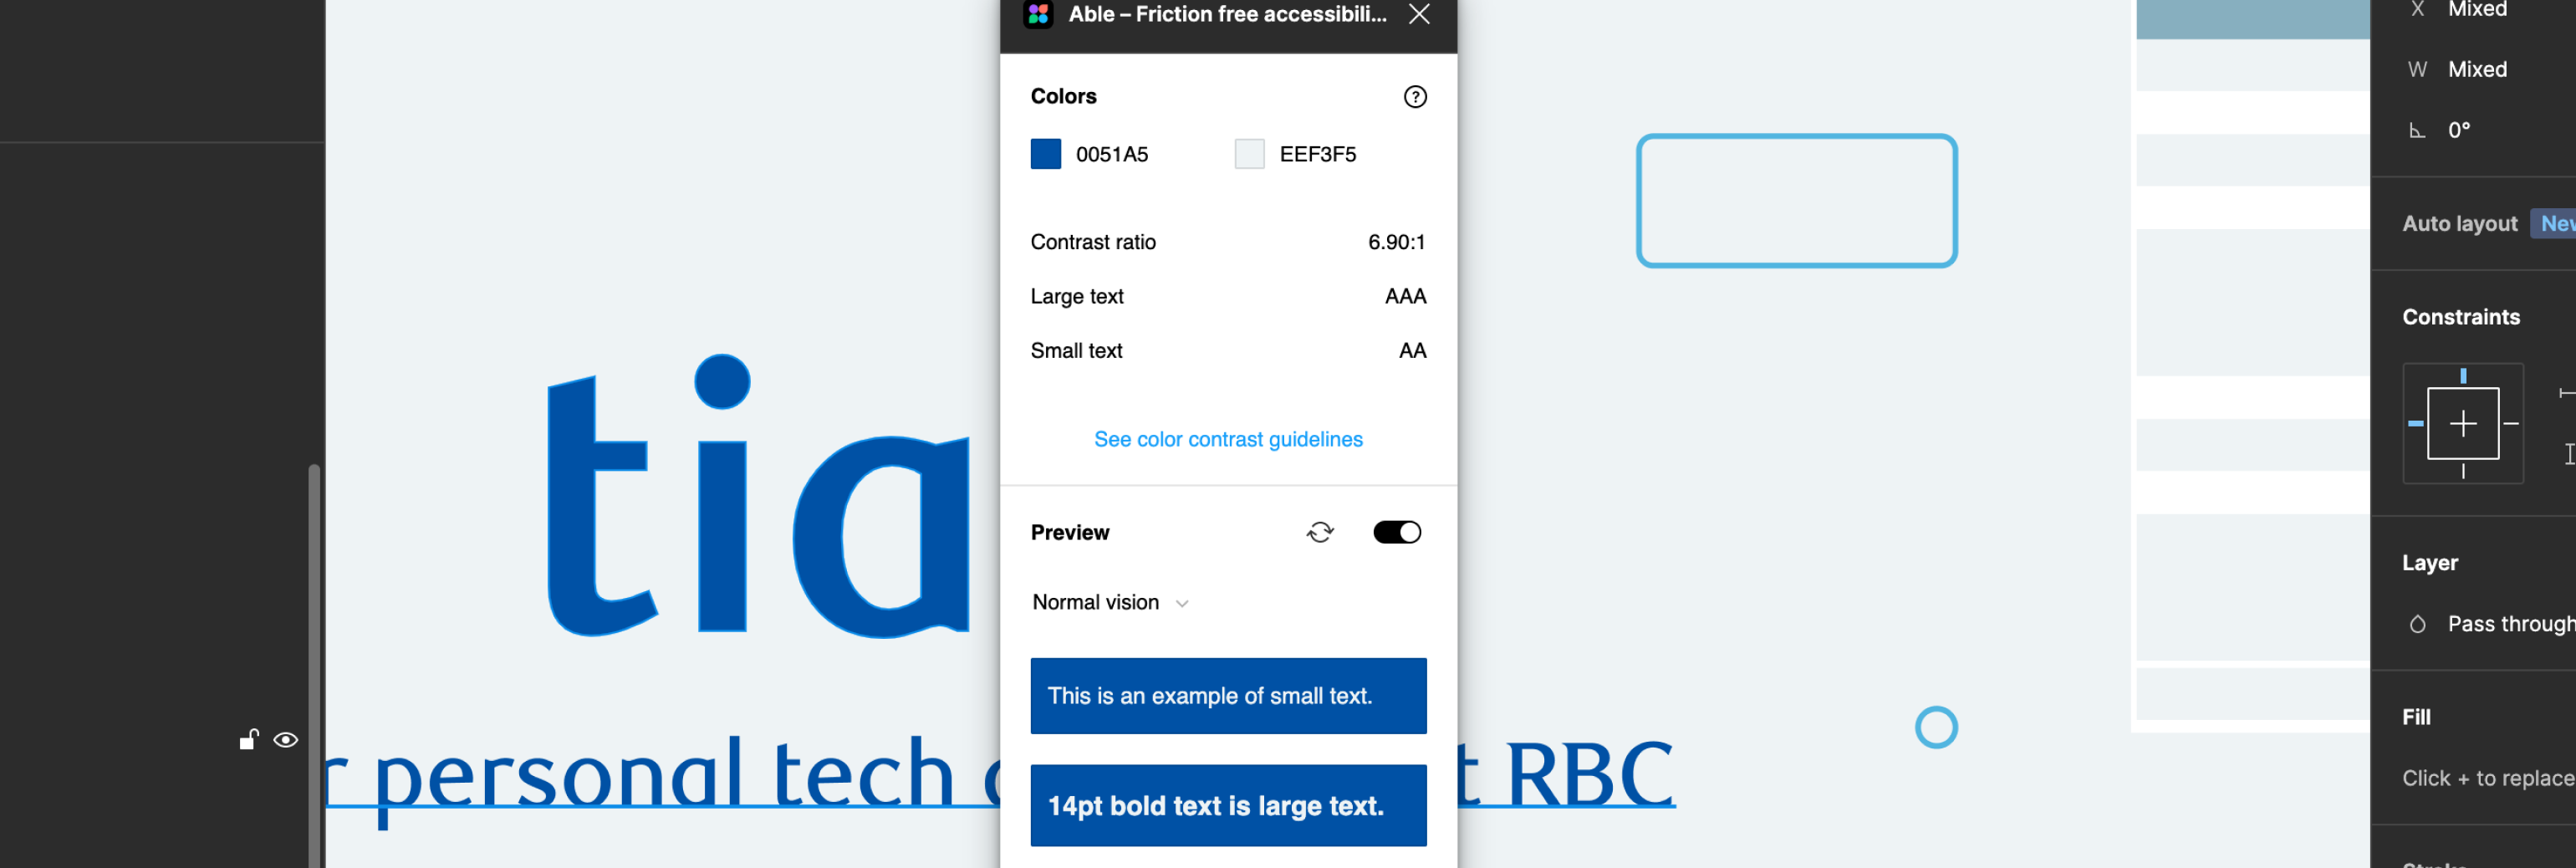 Able – Friction free accessibili...
Colors
0051A5
EEF3F5
Contrast ratio
6.90:1
Large text
AAA
Small text
AA
See color contrast guidelines
Preview
Normal vision
This is an example of small text.
14pt bold text is large text.
tia
r personal tech
t RBC
X Mixed
W Mixed
0°
Auto layout
New
Constraints
Layer
Pass through
Fill
Click + to replace